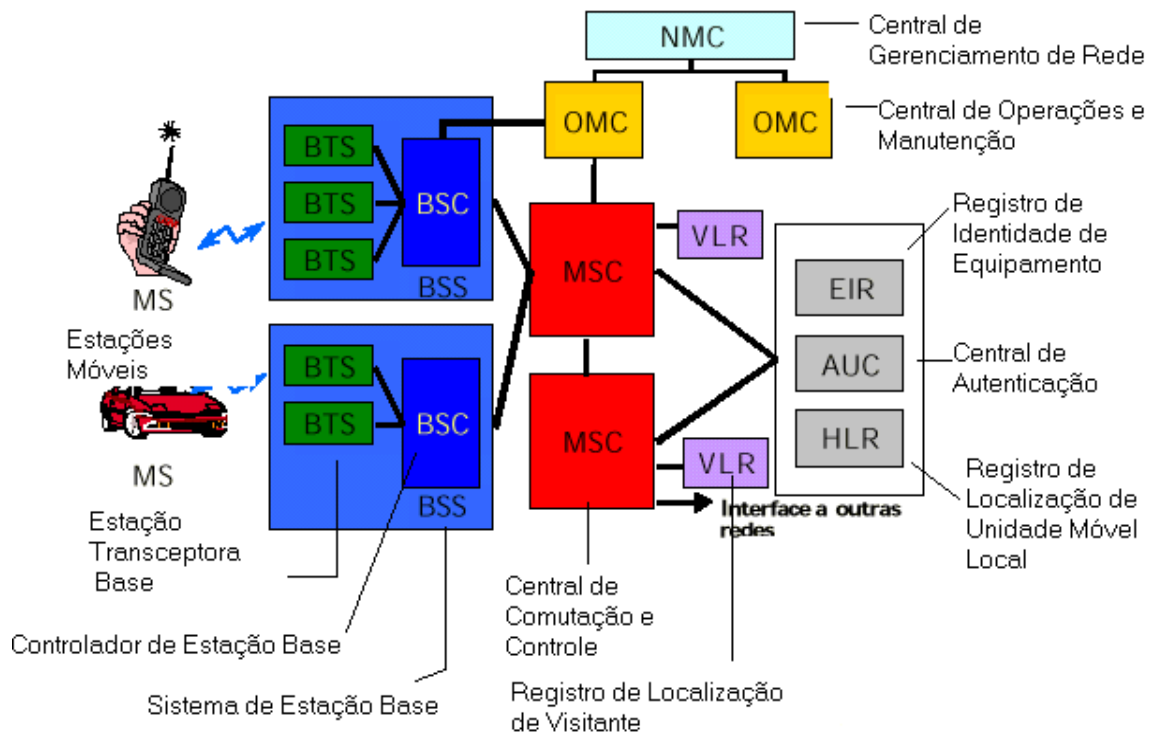 NMC
Central de
Gerenciamento de Rede
OMC
OMC
Central de Operações e
Manutenção
BTS
BTS
BTS
BSC
BSS
MS
Estações
Móveis
MSC
VLR
Registro de
Identidade de
Equipamento
EIR
AUC
HLR
Central de
Autenticação
BTS
BTS
BSC
BSS
MS
MSC
VLR
Interface a outras
redes
Registro de
Localização de
Unidade Móvel
Local
Estação
Transceptora
Base
Controlador de Estação Base
Sistema de Estação Base
Central de
Comutação e
Controle
Registro de Localização
de Visitante